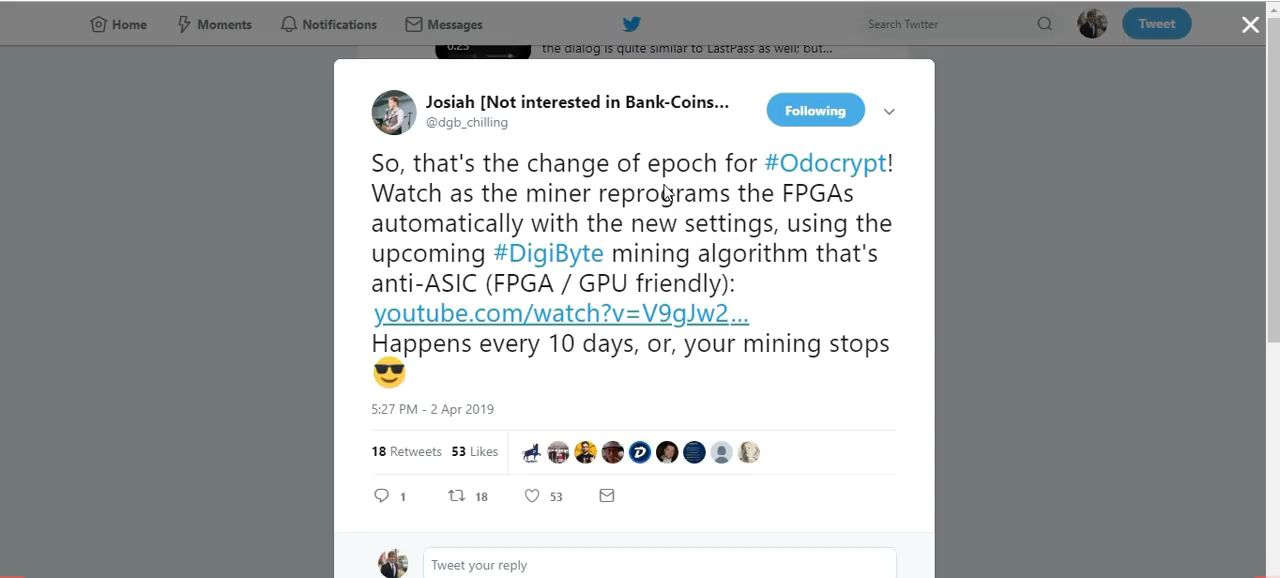 Home Moments Notifications Messages Search Twitter Tweet
0:23 the dialog is quite similar to LastPass as well; but...
Josiah [Not interested in Bank-Coins...
Following
@dgb_chilling
So, that's the change of epoch for #Odocrypt!
Watch as the miner reprograms the FPGAs
automatically with the new settings, using the
upcoming #DigiByte mining algorithm that's
anti-ASIC (FPGA / GPU friendly):
youtube.com/watch?v=V9gJw2...
Happens every 10 days, or, your mining stops
5:27 PM - 2 Apr 2019
18 Retweets 53 Likes
1 18 53
Tweet your reply